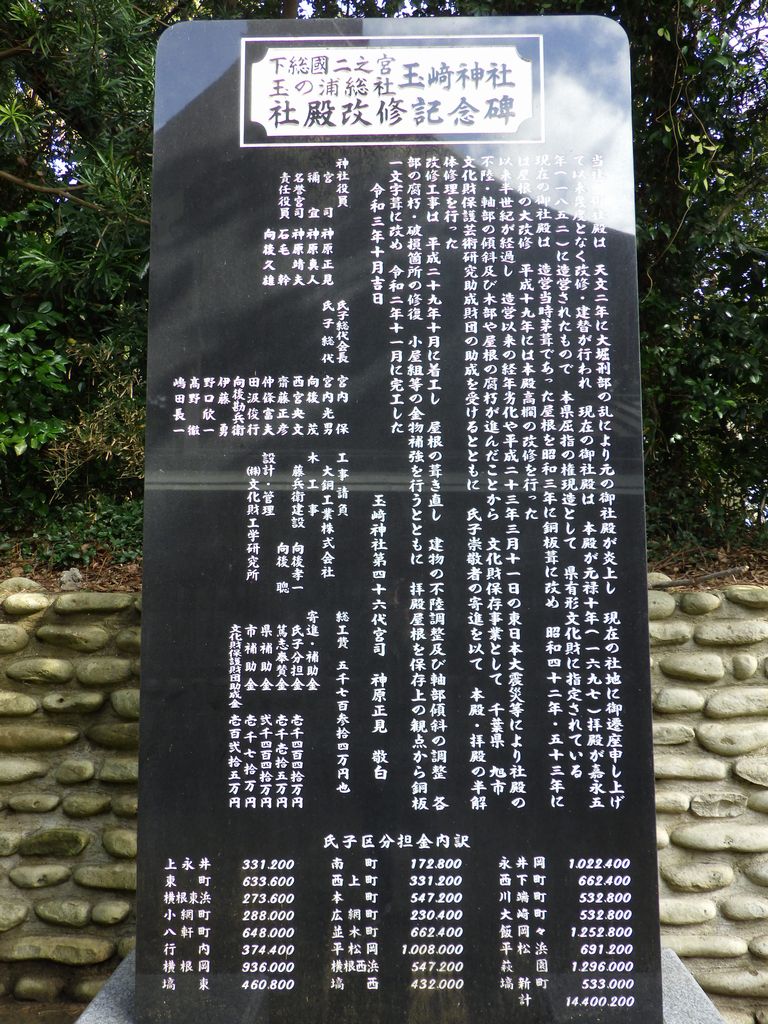 下総國二之宮
玉の浦総社
玉﨑神社
社殿改修記念碑
当社御社殿は　天文二年に大堀刑部の乱により元の御社殿が炎上し　現在の社地に御遷座申し上げ
て以来度々となく改修・建替が行われ　現在の御社殿は　本殿が元禄十年（一六九七）拝殿が嘉永五
年（一八五二）に造営されたもので　本県屈指の権現造として　県有形文化財に指定されている
現在の御社殿は　造営当時茅葺であった屋根を昭和三年に銅板葺に改め　昭和四十二年・五十三年に
は屋根の大改修　平成十九年には本殿高欄の改修を行った
以来半世紀が経過し　造営以来の経年劣化や平成二十三年三月十一日の東日本大震災等により社殿の
不陸・軸部の傾斜及び木部や屋根の腐朽が進んだことから　文化財保存事業として　千葉県　旭市
文化財保護芸術研究助成財団の助成を受けるとともに　氏子崇敬者の寄進を以て　本殿・拝殿の半解
体修理を行った
改修工事は　平成二十九年十月に着工し　屋根の葺き直し　建物の不陸調整及び軸部傾斜の調整　各
部の腐朽・破損箇所の修復　小屋組等の金物補強を行うとともに　拝殿屋根を保存上の観点から銅板
一文字葺に改め　令和二年十一月に完工した
令和三年十月吉日
玉﨑神社第四十六代宮司　神原正見　敬白
神社役員
宮司　神原正見
禰宜　神原真人
名誉宮司　神原靖夫
責任役員　石毛　幹
向後久雄
氏子総代会長　宮内　保
氏子総代　宮内光男
向後　茂
西宮央文
齋藤正彦
仲條富夫
田汲俊行
向後勘兵衛
伊藤　勇
野口欣一
高野　徹
嶋田長一
工事請負
大銅工業株式会社
木工事
藤兵衛建設　向後孝一
向後　聡
設計・管理
㈱文化財工学研究所
総工費　五千七百参拾四万円也
寄進・補助金
氏子分担金　壱千四百四拾万円
篤志奉賛金　壱千壱百五拾万円
県補助金　弐千四百四拾万円
市補助金　壱千七拾万円
文化財保護財団助成金　壱百弐拾五万円
氏子区分担金内訳
永井岡　1.022.400
西下町　662.400
川端町　532.800
大崎町　532.800
飯岡々　1.252.800
平松浜　691.200
萩園　1.296.000
塙新町　533.000
計　14.400.200
南町　172.800
西上町　331.200
本町　547.200
広網町　230.400
並木町　662.400
平松岡　1.008.000
横根西浜　547.200
塙西　432.000
上永井　331.200
東町　633.600
横根東浜　273.600
小網町　288.000
八軒町　648.000
行内　374.400
横根岡　936.000
塙東　460.800